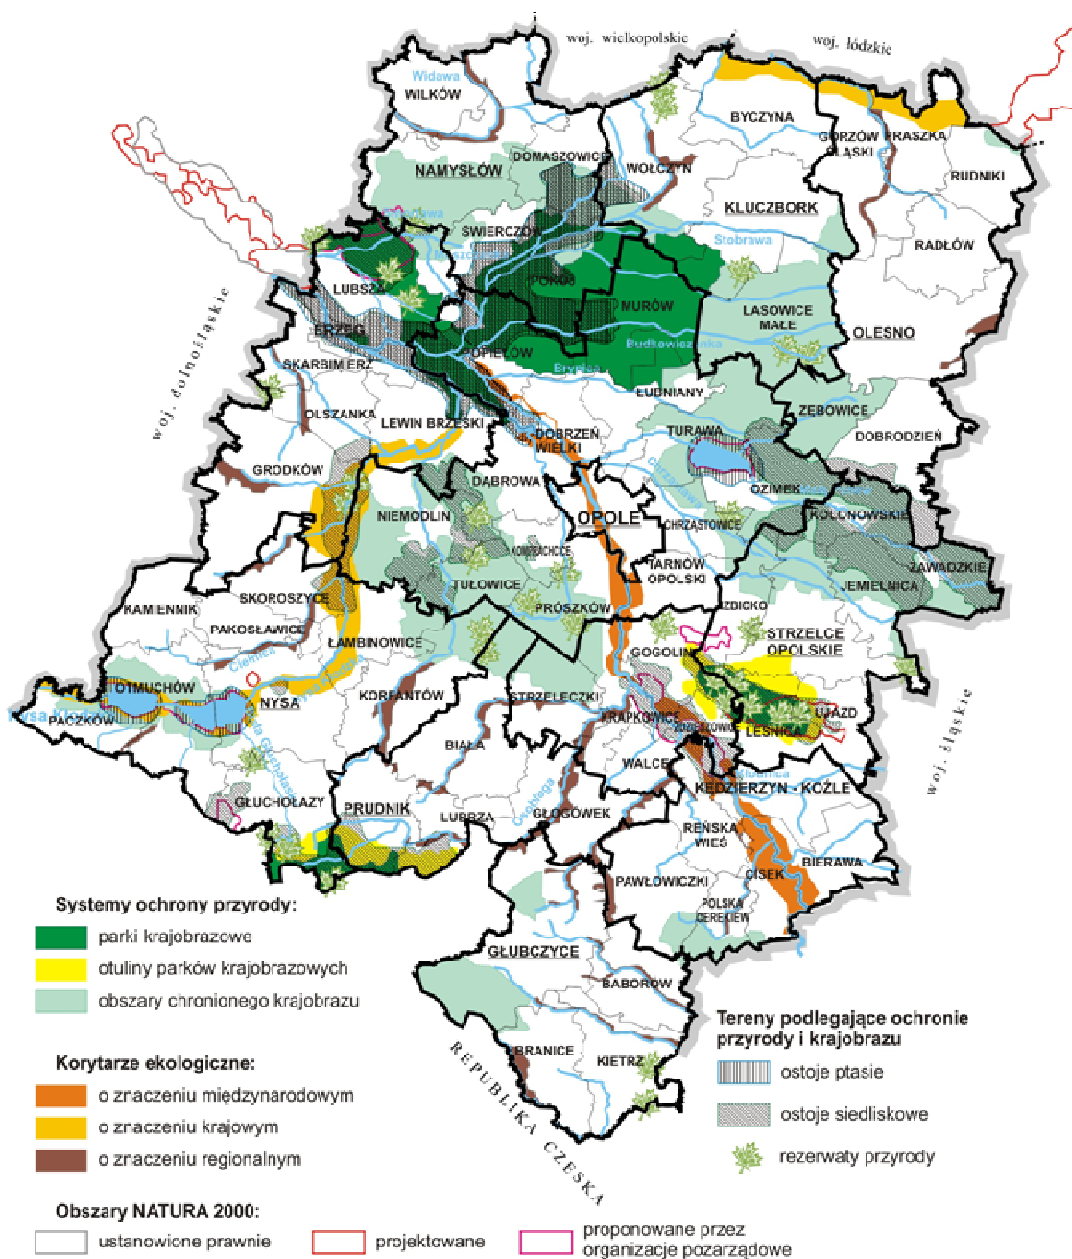 woj. wielkopolskie
woj. łódzkie
Widawa
WILKÓW
BYCZYNA
GORZÓW
ŚLĄSKI
PRASZKA
DOMASZOWICE
WOŁCZYN
NAMYSŁÓW
RUDNIKI
KLUCZBORK
ŚWIERCZÓW
Stobrawa
RADŁÓW
POKÓJ
LUBSZA
MURÓW
LASOWICE
MAŁE
OLESNO
BRZEG
Budkowiczanka
SKARBIMIERZ
POPIELÓW
Brynica
ŁUBNIANY
woj. dolnośląskie
OLSZANKA
LEWIN BRZESKI
ZĘBOWICE
TURAWA
DOBRZEŃ
WIELKI
DOBRODZIEŃ
GRODKÓW
DĄBROWA
OZIMEK
NIEMODLIN
OPOLE
CHRZĄSTOWICE
KOLONOWSKIE
TARNÓW
OPOLSKI
ZAWADZKIE
TUŁOWICE
JEMIELNICA
SKOROSZYCE
KAMIENNIK
PRÓSZKÓW
IZBICKO
PAKOSŁAWICE
ŁAMBINOWICE
STRZELCE
OPOLSKIE
Cielnica
GOGOLIN
OTMUCHÓW
NYSA
KORFANTÓW
STRZELECZKI
PACZKÓW
KRAPKOWICE
UJAZD
LEŚNICA
BIAŁA
WALCE
woj. śląskie
KĘDZIERZYN - KOŹLE
GŁUCHOŁAZY
PRUDNIK
LUBRZA
GŁOGÓWEK
REŃSKA
WIEŚ
BIERAWA
CISEK
PAWŁOWICZKI
POLSKA
CEREKIEW
Systemy ochrony przyrody:
parki krajobrazowe
otuliny parków krajobrazowych
obszary chronionego krajobrazu
GŁUBCZYCE
BABORÓW
BRANICE
KIETRZ
REPUBLIKA CZESKA
Tereny podlegające ochronie
przyrody i krajobrazu
ostoje ptasie
ostoje siedliskowe
rezerwaty przyrody
Korytarze ekologiczne:
o znaczeniu międzynarodowym
o znaczeniu krajowym
o znaczeniu regionalnym
Obszary NATURA 2000:
ustanowione prawnie
projektowane
proponowane przez
organizacje pozarządowe